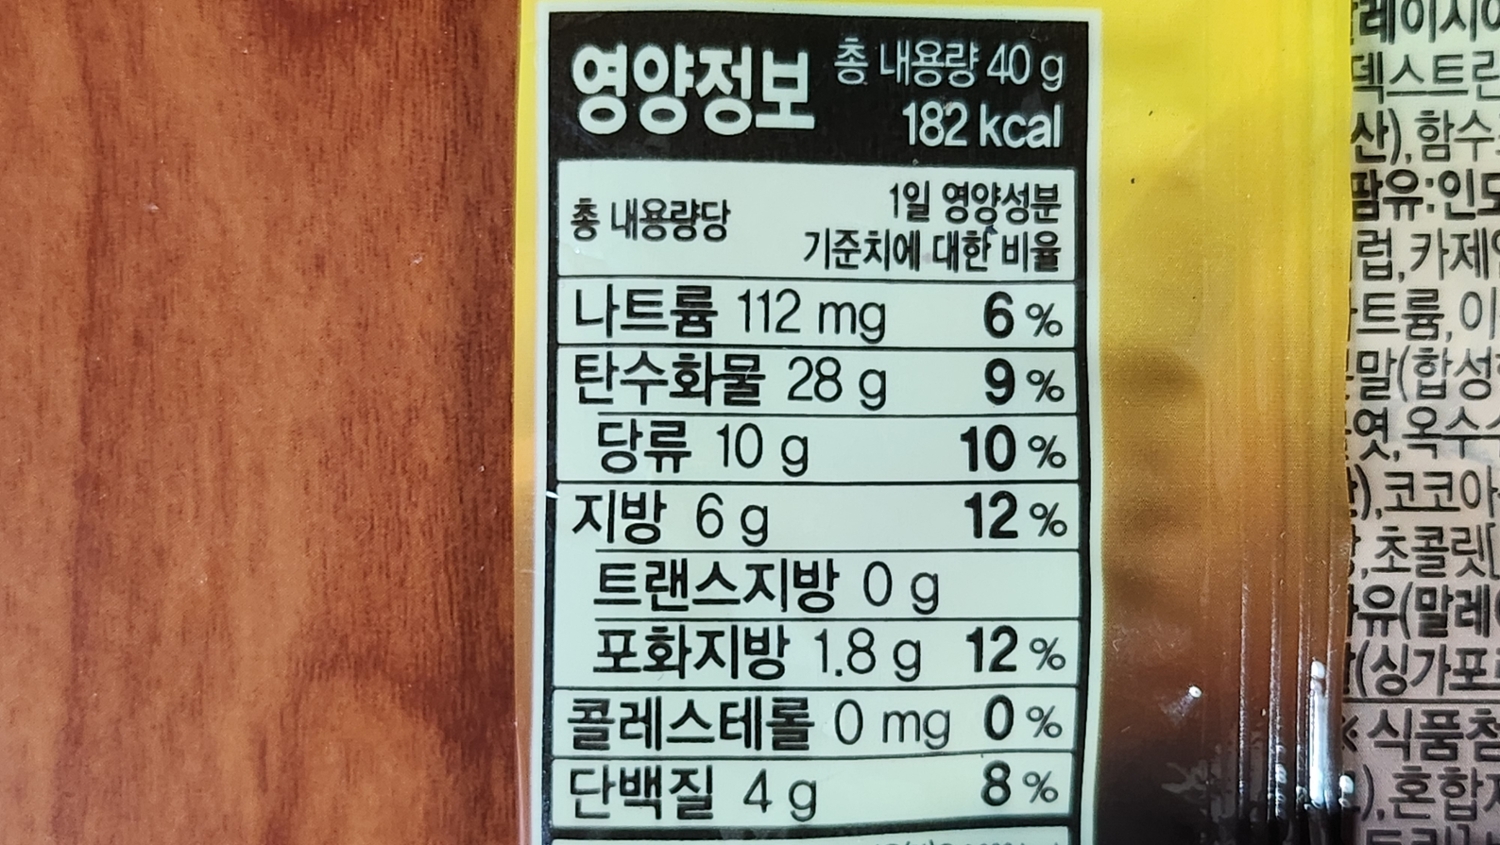 영양정보 총 내용량 40 g
182 kcal
총 내용량당 1일 영양성분
기준치에 대한 비율
나트륨 112 mg 6 %
탄수화물 28 g 9 %
당류 10 g 10 %
지방 6 g 12 %
트랜스지방 0 g
포화지방 1.8 g 12 %
콜레스테롤 0 mg 0 %
단백질 4 g 8 %
산), 함수
팜유:인도
럽, 카제
트륨, 이
말(합성
엿, 옥수
), 코코아
, 초콜릿[
유(말레
(싱가포르
※ 식품첨
), 혼합